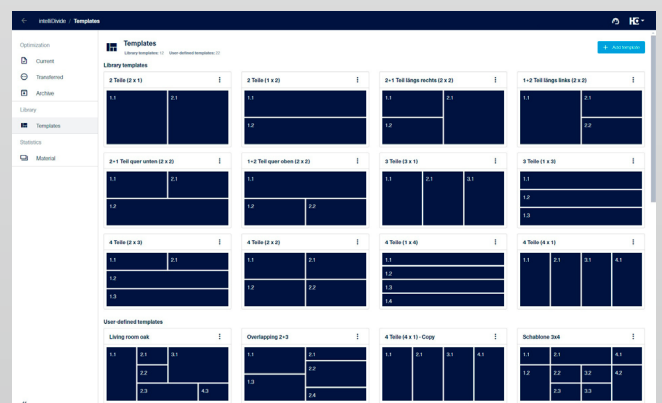 intelliDivide / Templates
Optimization
Current
Transferred
Archive
Library
Templates
Statistics
Material
Templates
Library templates: 12 User-defined templates:
Add template
Library templates
2 Teile (2 x 1)
1.1 2.1
2 Teile (1 x 2)
1.1
1.2
2+1 Teil längs rechts (2 x 2)
1.1 2.1
1.2
1+2 Teil längs links (2 x 2)
1.1 2.1
2.2
2+1 Teil quer unten (2 x 2)
1.1 2.1
1.2
1+2 Teil quer oben (2 x 2)
1.1
1.2 2.2
3 Teile (3 x 1)
1.1 2.1 3.1
3 Teile (1 x 3)
1.1
1.2
1.3
4 Teile (2 x 3)
1.1 2.1
1.2
1.3
4 Teile (2 x 2)
1.1 2.1
1.2 2.2
4 Teile (1 x 4)
1.1
1.2
1.3
1.4
4 Teile (4 x 1)
1.1 2.1 3.1 4.1
User-defined templates
Living room oak
1.1 2.1 3.1
2.2
2.3 4.3
Overlapping 2+3
1.1 2.1
2.2
1.3
2.4
4 Teile (4 x 1) - Copy
1.1 2.1 3.1 4.1
Schablone 3x4
1.1 2.1 4.1
1.2 2.2 3.2 4.2
2.3 3.3